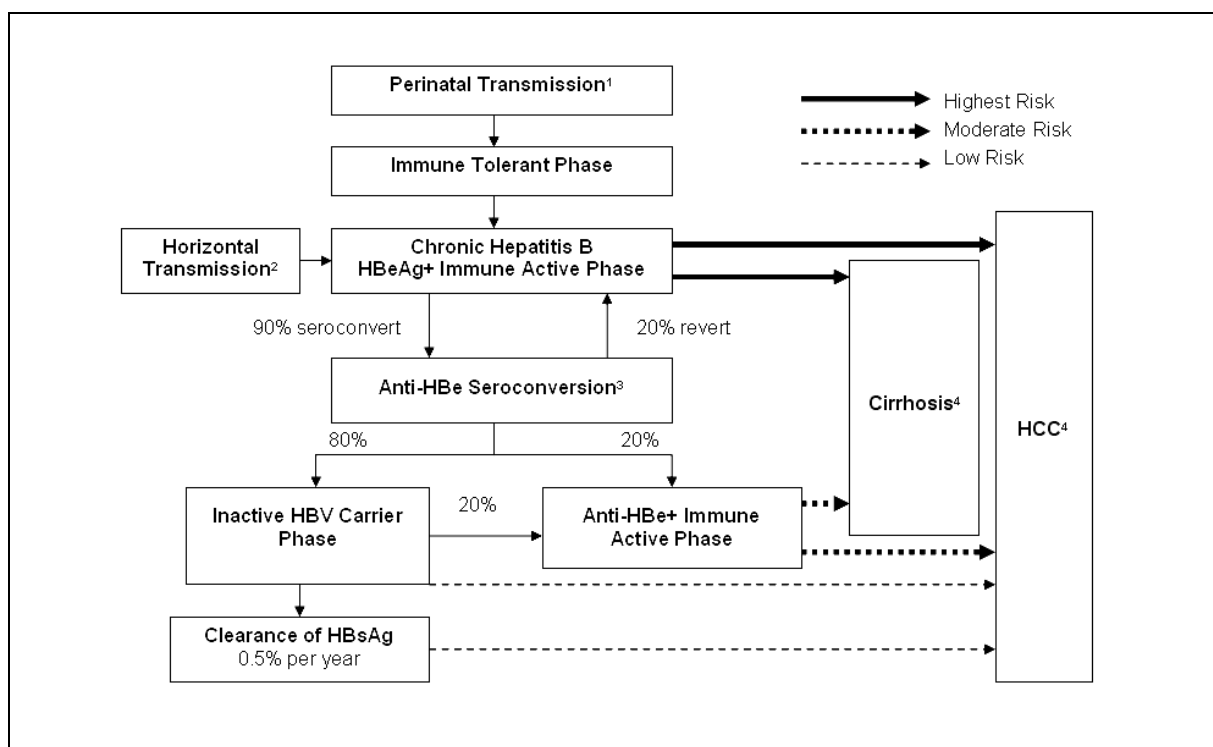 Perinatal Transmission¹
Highest Risk
Moderate Risk
Low Risk
Immune Tolerant Phase
Horizontal
Transmission²
Chronic Hepatitis B
HBeAg+ Immune Active Phase
90% seroconvert
20% revert
Anti-HBe Seroconversion³
Cirrhosis⁴
HCC⁴
80%
20%
Inactive HBV Carrier
Phase
20%
Anti-HBe+ Immune
Active Phase
Clearance of HBsAg
0.5% per year